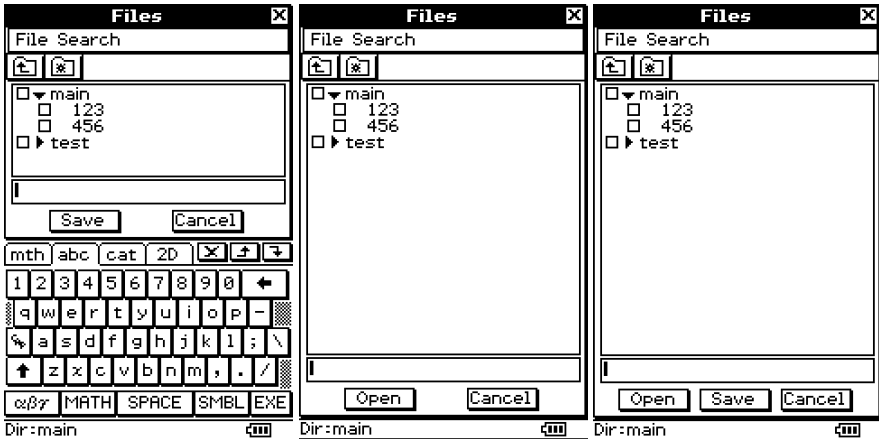 Files
File Search
main
123
456
test
Save Cancel
mth abc cat 2D
1 2 3 4 5 6 7 8 9 0
q w e r t y u i o p -
a s d f g h j k l ; \
z x c v b n m , . /
αβγ MATH SPACE SMBL EXE
Dir:main
Files
File Search
main
123
456
test
Open Cancel
Dir:main
Files
File Search
main
123
456
test
Open Save Cancel
Dir:main